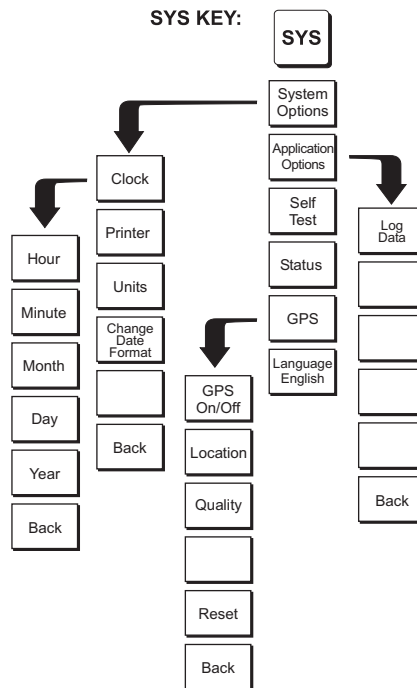 SYS KEY:
SYS
System
Options
Application
Options
Self
Test
Status
GPS
Language
English
Clock
Printer
Units
Change
Date
Format
Back
Hour
Minute
Month
Day
Year
Back
GPS
On/Off
Location
Quality
Reset
Back
Log
Data
Back